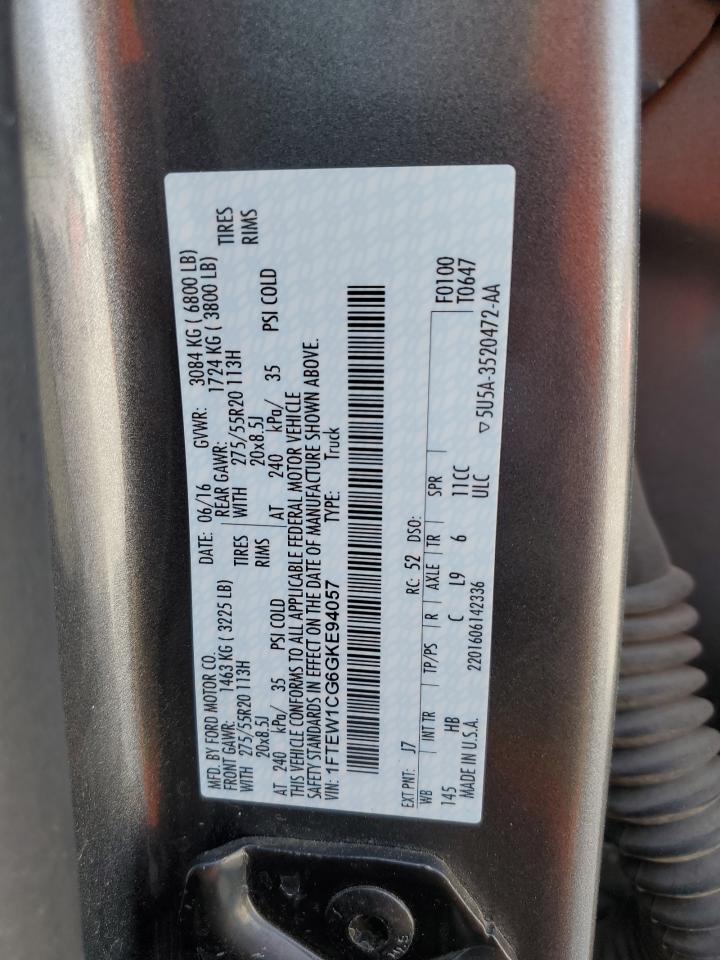 MFD. BY FORD MOTOR CO.
DATE: 06/16 GVWR: 3084 KG ( 6800 LB)
FRONT GAWR: 1463 KG ( 3225 LB) REAR GAWR: 1724 KG ( 3800 LB)
WITH 275/55R20 113H TIRES WITH 275/55R20 113H TIRES
20x8.5J RIMS 20x8.5J RIMS
AT 240 kPa/ 35 PSI COLD AT 240 kPa/ 35 PSI COLD
THIS VEHICLE CONFORMS TO ALL APPLICABLE FEDERAL MOTOR VEHICLE
SAFETY STANDARDS IN EFFECT ON THE DATE OF MANUFACTURE SHOWN ABOVE.
VIN: 1FTEW1CG6GKE94057 TYPE: Truck
EXT PNT: J7 RC: 52 DSO: F0100
WB INT TR TP/PS R AXLE TR SPR T0647
145 HB C L9 6 11CC
MADE IN U.S.A. 2201606142336 ULC ▽5U5A-3520472-AA